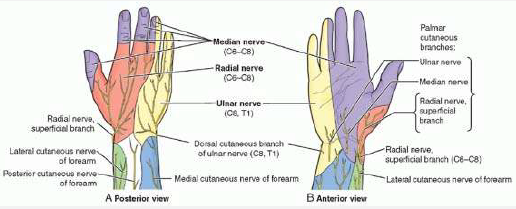 Median nerve
(C6–C8)
Radial nerve
(C6–C8)
Ulnar nerve
(C8, T1)
Radial nerve,
superficial branch
Lateral cutaneous nerve
of forearm
Posterior cutaneous nerve
of forearm
Dorsal cutaneous branch
of ulnar nerve (C8, T1)
Medial cutaneous nerve of forearm
A Posterior view
Palmar
cutaneous
branches:
Ulnar nerve
Median nerve
Radial nerve,
superficial
branch
Radial nerve,
superficial branch (C6–C8)
Lateral cutaneous nerve of forearm
B Anterior view